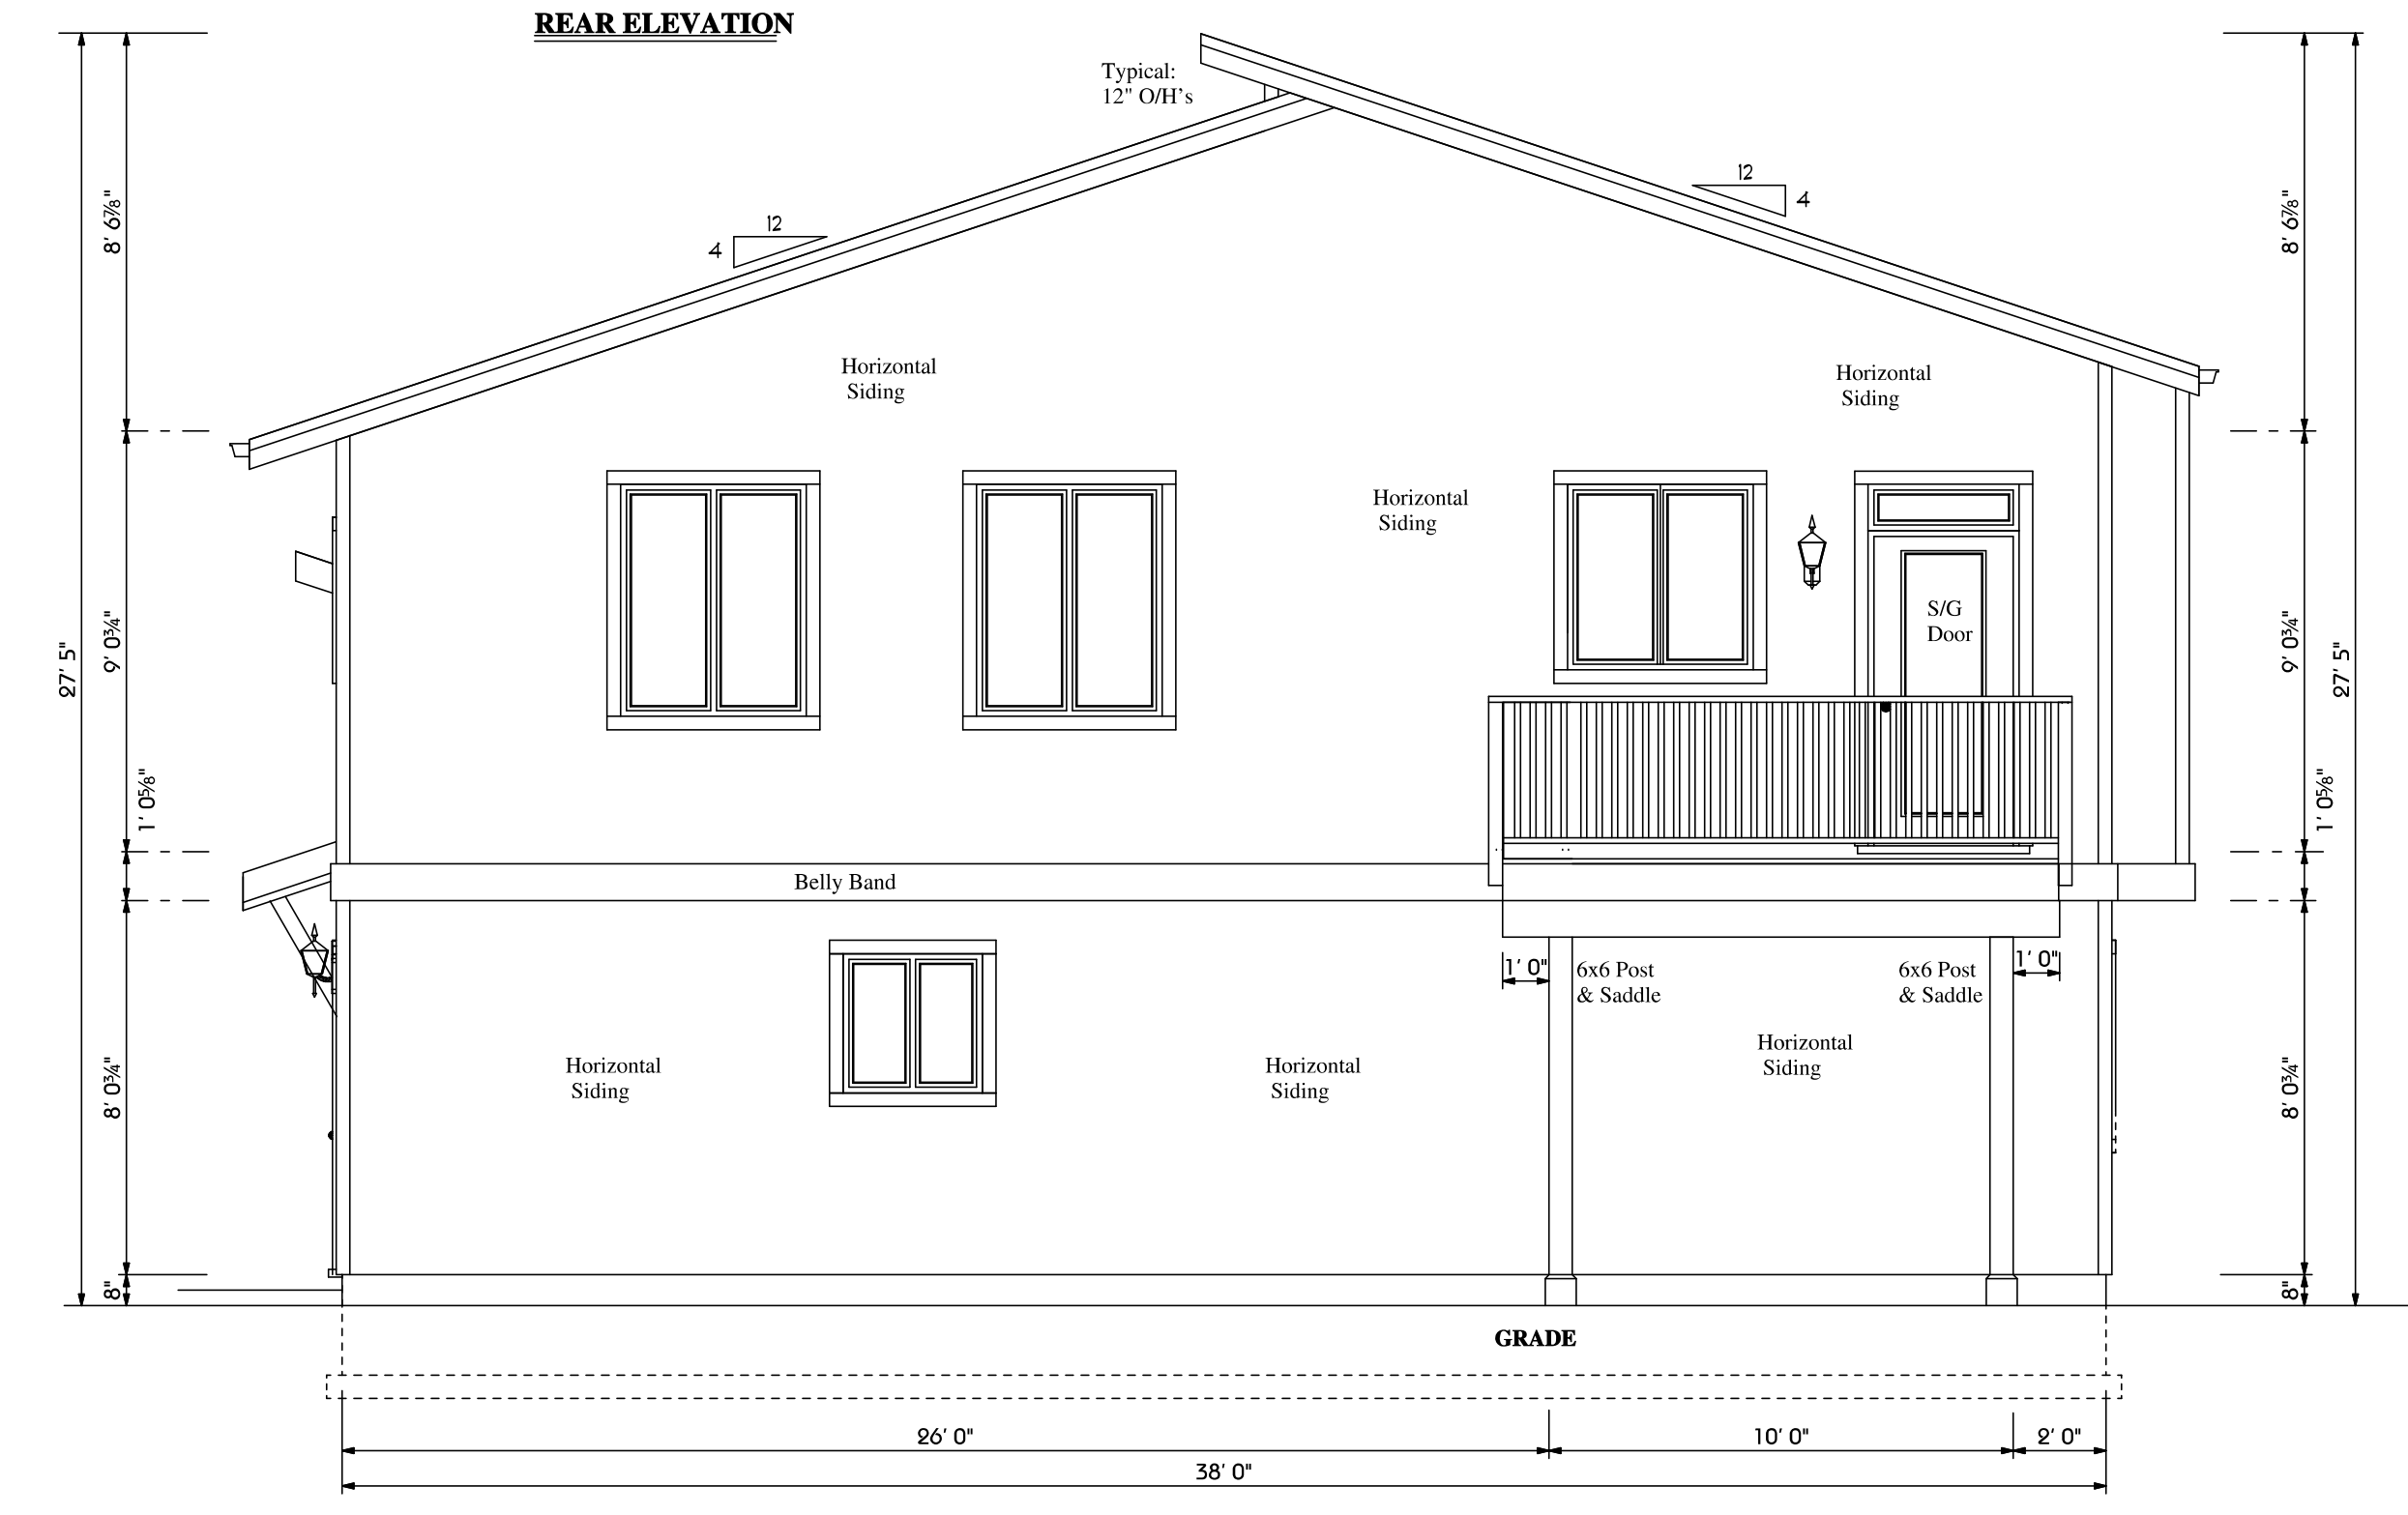 REAR ELEVATION
Typical:
12" O/H's
12
4
12
4
8' 6⅞"
8' 6⅞"
Horizontal
Siding
Horizontal
Siding
Horizontal
Siding
S/G
Door
9' 0¾"
27' 5"
9' 0¾"
27' 5"
1' 0⅝"
1' 0⅝"
Belly Band
1' 0"
6x6 Post
& Saddle
6x6 Post
& Saddle
1' 0"
Horizontal
Siding
Horizontal
Siding
Horizontal
Siding
8' 0¾"
8' 0¾"
8"
8"
GRADE
26' 0"
10' 0"
2' 0"
38' 0"